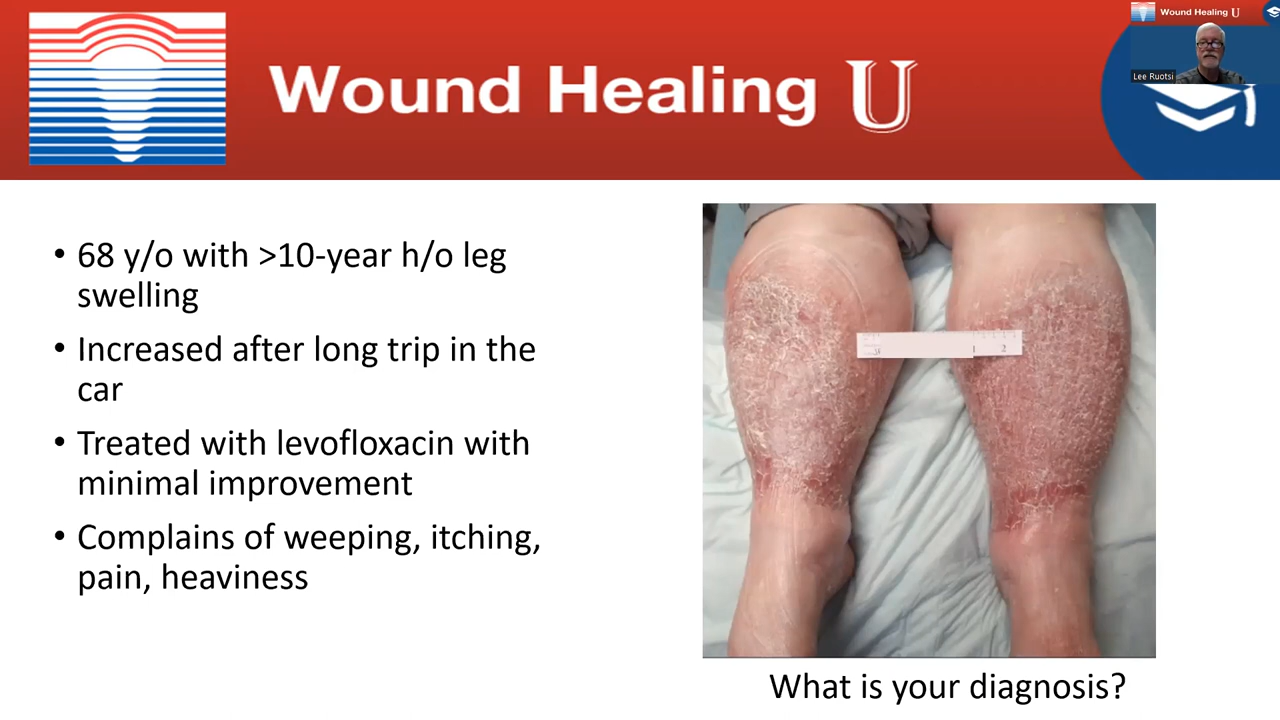 Wound Healing U
Wound Healing U
Lee Ruotsi
• 68 y/o with >10-year h/o leg
swelling
• Increased after long trip in the
car
• Treated with levofloxacin with
minimal improvement
• Complains of weeping, itching,
pain, heaviness
1 2
What is your diagnosis?